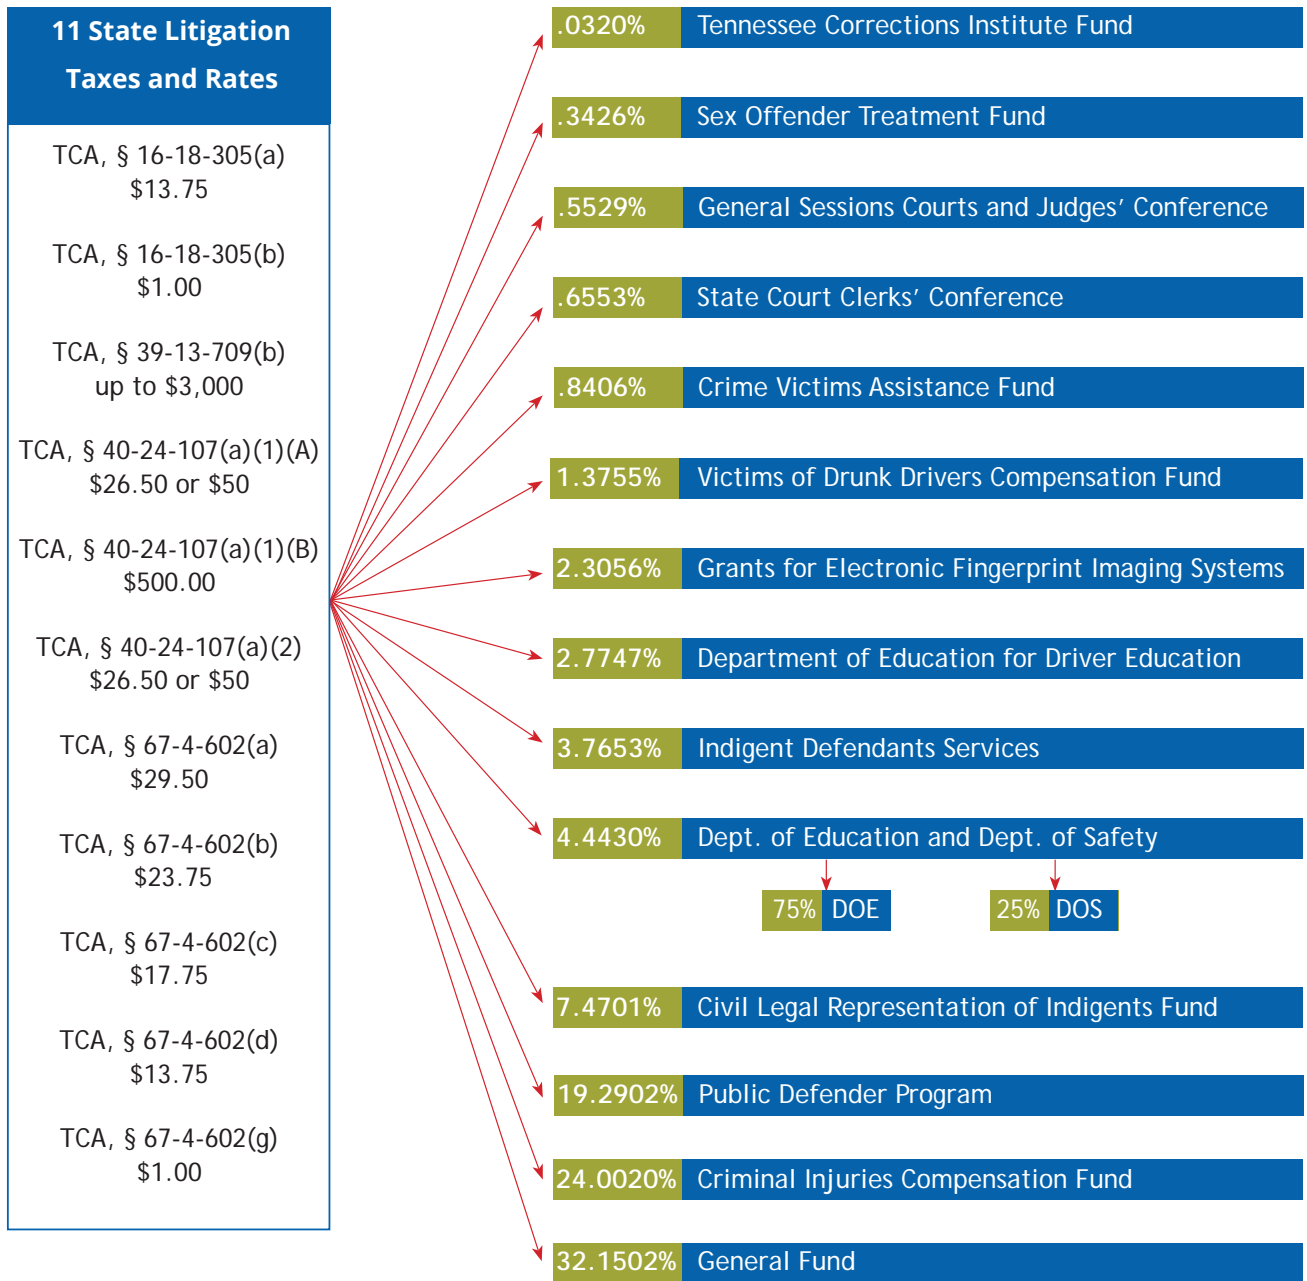 11 State Litigation
Taxes and Rates
TCA, § 16-18-305(a)
$13.75
TCA, § 16-18-305(b)
$1.00
TCA, § 39-13-709(b)
up to $3,000
TCA, § 40-24-107(a)(1)(A)
$26.50 or $50
TCA, § 40-24-107(a)(1)(B)
$500.00
TCA, § 40-24-107(a)(2)
$26.50 or $50
TCA, § 67-4-602(a)
$29.50
TCA, § 67-4-602(b)
$23.75
TCA, § 67-4-602(c)
$17.75
TCA, § 67-4-602(d)
$13.75
TCA, § 67-4-602(g)
$1.00
.0320% Tennessee Corrections Institute Fund
.3426% Sex Offender Treatment Fund
.5529% General Sessions Courts and Judges’ Conference
.6553% State Court Clerks’ Conference
.8406% Crime Victims Assistance Fund
1.3755% Victims of Drunk Drivers Compensation Fund
2.3056% Grants for Electronic Fingerprint Imaging Systems
2.7747% Department of Education for Driver Education
3.7653% Indigent Defendants Services
4.4430% Dept. of Education and Dept. of Safety
75% DOE 25% DOS
7.4701% Civil Legal Representation of Indigents Fund
19.2902% Public Defender Program
24.0020% Criminal Injuries Compensation Fund
32.1502% General Fund